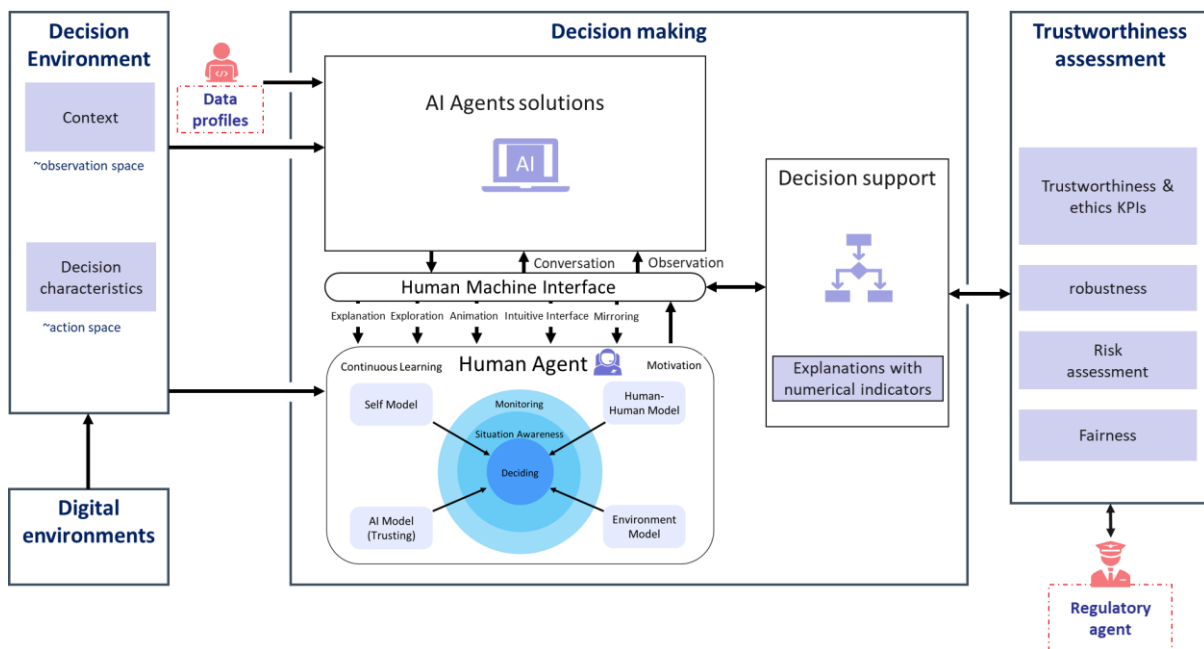 Decision
Environment
Context
~observation space
Decision
characteristics
~action space
Digital
environments
</>
Data
profiles
Decision making
AI Agents solutions
AI
Conversation
Observation
Human Machine Interface
Explanation
Exploration
Animation
Intuitive Interface
Mirroring
Human Agent
Continuous Learning
Motivation
Self Model
Monitoring
Human-
Human Model
Situation Awareness
Deciding
AI Model
(Trusting)
Environment
Model
Decision support
Explanations with
numerical indicators
Trustworthiness
assessment
Trustworthiness &
ethics KPIs
robustness
Risk
assessment
Fairness
Regulatory
agent